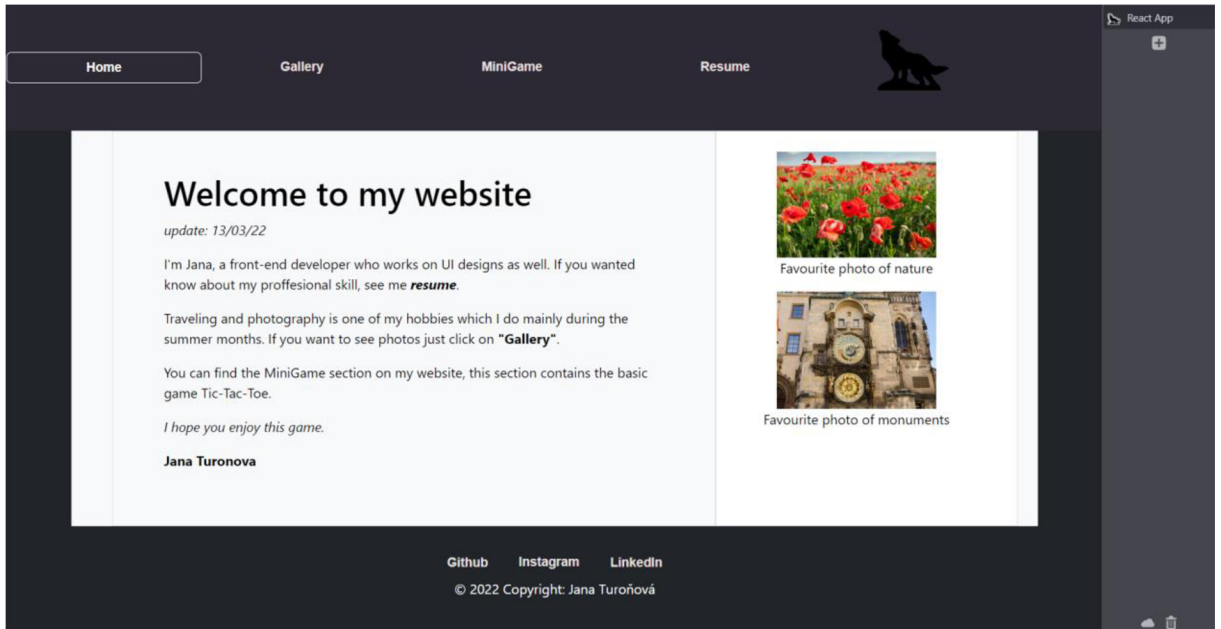 React App
Home
Gallery
MiniGame
Resume
Welcome to my website
update: 13/03/22
I'm Jana, a front-end developer who works on UI designs as well. If you wanted
know about my proffesional skill, see me resume.
Traveling and photography is one of my hobbies which I do mainly during the
summer months. If you want to see photos just click on "Gallery".
You can find the MiniGame section on my website, this section contains the basic
game Tic-Tac-Toe.
I hope you enjoy this game.
Jana Turonova
Favourite photo of nature
Favourite photo of monuments
Github
Instagram
LinkedIn
© 2022 Copyright: Jana Turoňová